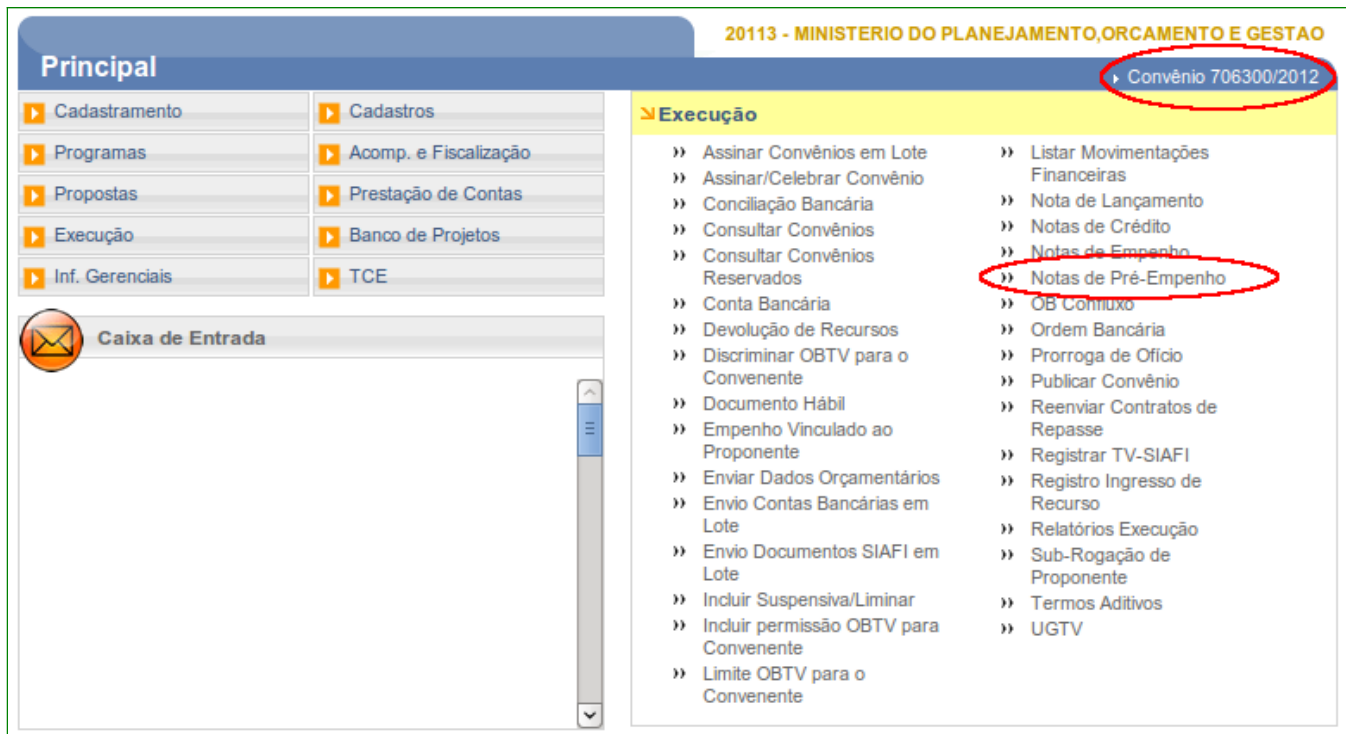 20113 - MINISTERIO DO PLANEJAMENTO,ORCAMENTO E GESTAO
Principal
Convênio 706300/2012
Cadastramento
Cadastros
Programas
Acomp. e Fiscalização
Propostas
Prestação de Contas
Execução
Banco de Projetos
Inf. Gerenciais
TCE
Caixa de Entrada
Execução
Assinar Convênios em Lote
Assinar/Celebrar Convênio
Conciliação Bancária
Consultar Convênios
Consultar Convênios
Reservados
Conta Bancária
Devolução de Recursos
Discriminar OBTV para o
Convenente
Documento Hábil
Empenho Vinculado ao
Proponente
Enviar Dados Orçamentários
Envio Contas Bancárias em
Lote
Envio Documentos SIAFI em
Lote
Incluir Suspensiva/Liminar
Incluir permissão OBTV para
Convenente
Limite OBTV para o
Convenente
Listar Movimentações
Financeiras
Nota de Lançamento
Notas de Crédito
Notas de Empenho
Notas de Pré-Empenho
OB Confluxo
Ordem Bancária
Prorroga de Ofício
Publicar Convênio
Reenviar Contratos de
Repasse
Registrar TV-SIAFI
Registro Ingresso de
Recurso
Relatórios Execução
Sub-Rogação de
Proponente
Termos Aditivos
UGTV